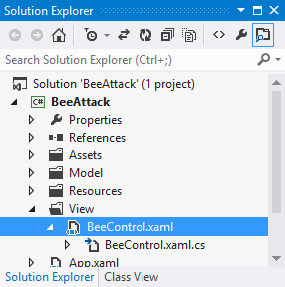 Solution Explorer
Search Solution Explorer (Ctrl+;)
Solution 'BeeAttack' (1 project)
C# BeeAttack
Properties
References
Assets
Model
Resources
View
BeeControl.xaml
BeeControl.xaml.cs
App.xaml
Solution Explorer Class View